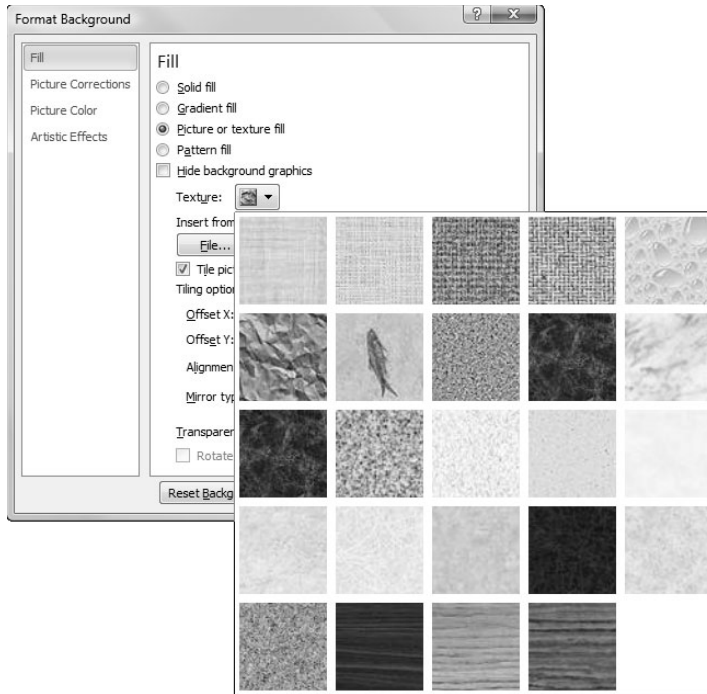 Format Background
Fill
Picture Corrections
Picture Color
Artistic Effects
Fill
Solid fill
Gradient fill
Picture or texture fill
Pattern fill
Hide background graphics
Texture:
Insert from
File...
Tile pic
Tiling optio
Offset X:
Offset Y:
Alignmen
Mirror typ
Transparen
Rotate
Reset Backg